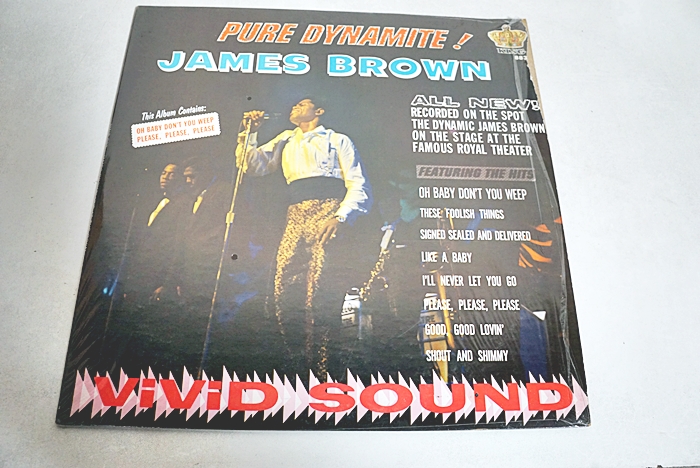 PURE DYNAMITE!
JAMES BROWN
KING
883
This Album Contains:
OH BABY DON'T YOU WEEP
PLEASE, PLEASE, PLEASE
ALL NEW!
RECORDED ON THE SPOT
THE DYNAMIC JAMES BROWN
ON THE STAGE AT THE
FAMOUS ROYAL THEATER
FEATURING THE HITS
OH BABY DON'T YOU WEEP
THESE FOOLISH THINGS
SIGNED SEALED AND DELIVERED
LIKE A BABY
I'LL NEVER LET YOU GO
PLEASE, PLEASE, PLEASE
GOOD, GOOD LOVIN'
SHOUT AND SHIMMY
ViViD SOUND